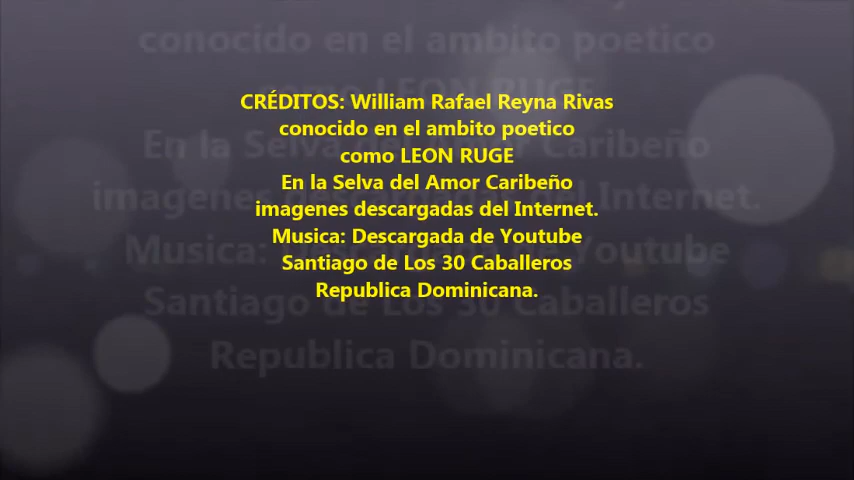 CRÉDITOS: William Rafael Reyna Rivas
conocido en el ambito poetico
como LEON RUGE
En la Selva del Amor Caribeño
imagenes descargadas del Internet.
Musica: Descargada de Youtube
Santiago de Los 30 Caballeros
Republica Dominicana.